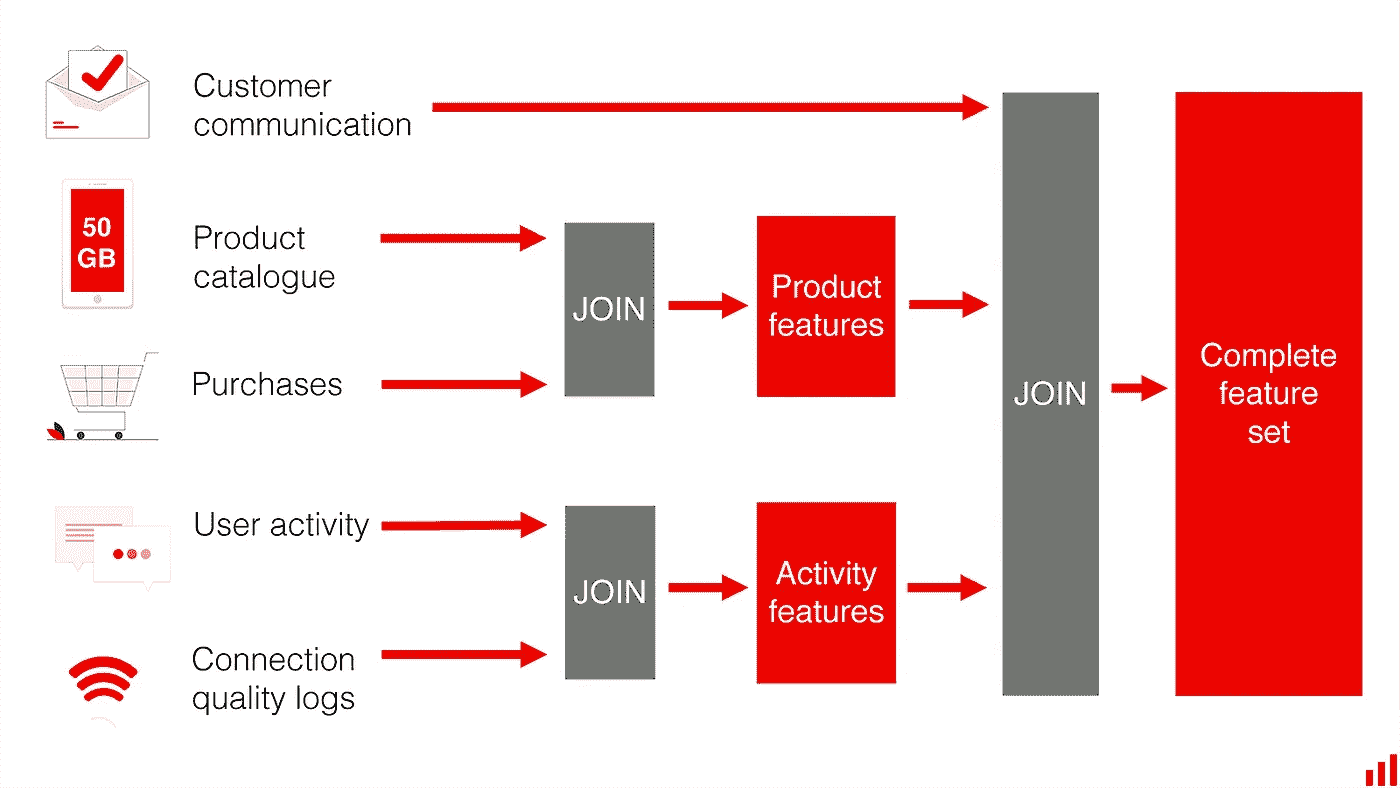 Customer
communication
50
GB
Product
catalogue
JOIN
Product
features
Purchases
JOIN
Complete
feature
set
User activity
JOIN
Activity
features
Connection
quality logs